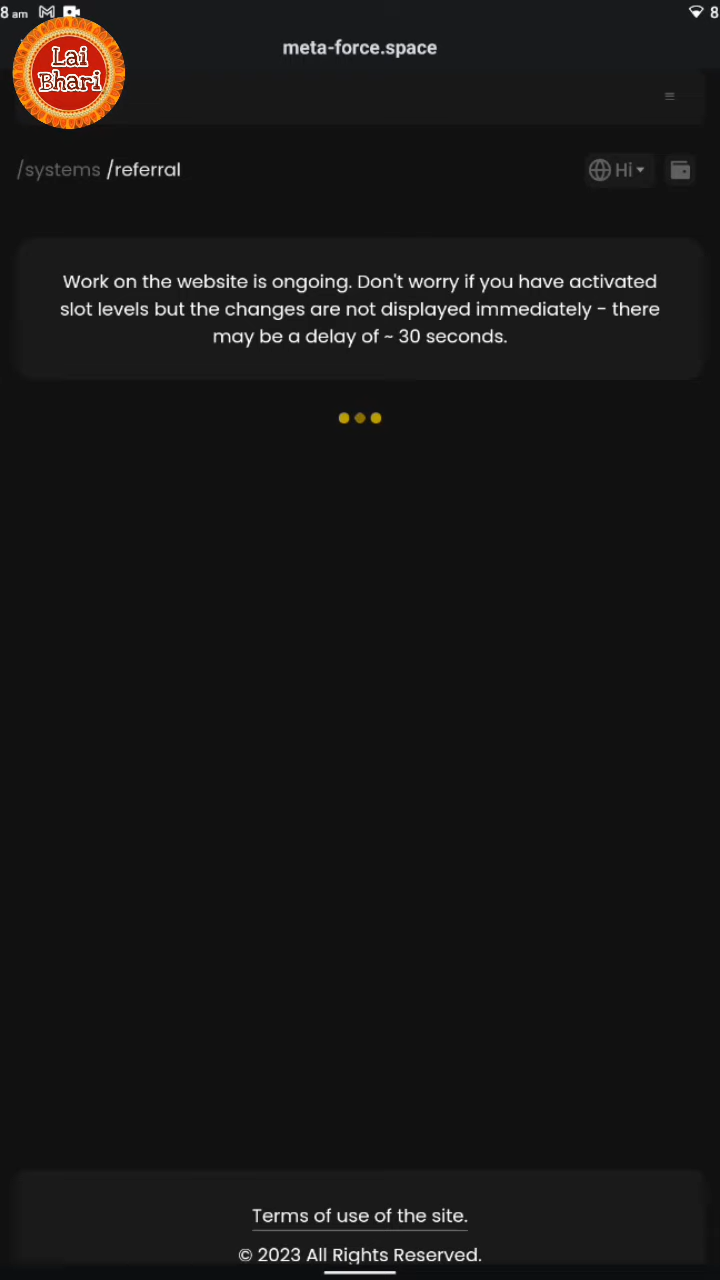 8 am
8
meta-force.space
Lai
Bhari
/systems /referral
Hi
Work on the website is ongoing. Don't worry if you have activated
slot levels but the changes are not displayed immediately - there
may be a delay of ~ 30 seconds.
Terms of use of the site.
© 2023 All Rights Reserved.